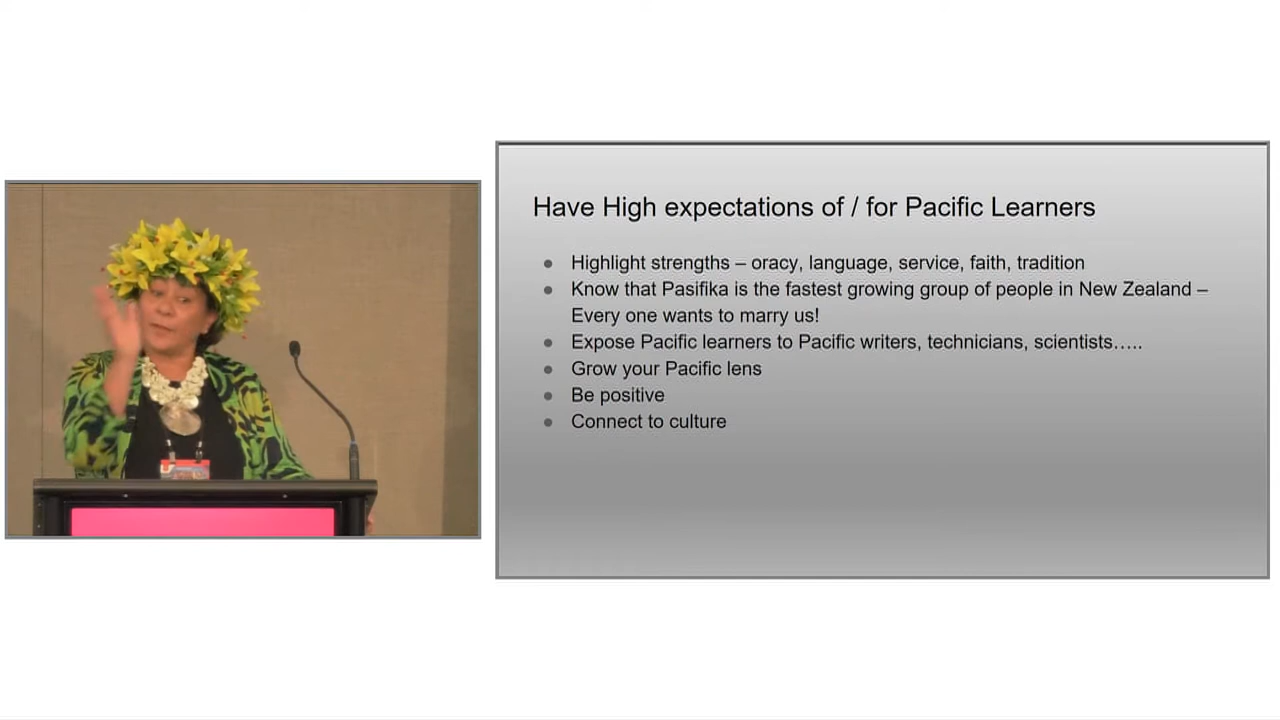 Have High expectations of / for Pacific Learners
● Highlight strengths – oracy, language, service, faith, tradition
● Know that Pasifika is the fastest growing group of people in New Zealand –
Every one wants to marry us!
● Expose Pacific learners to Pacific writers, technicians, scientists…..
● Grow your Pacific lens
● Be positive
● Connect to culture